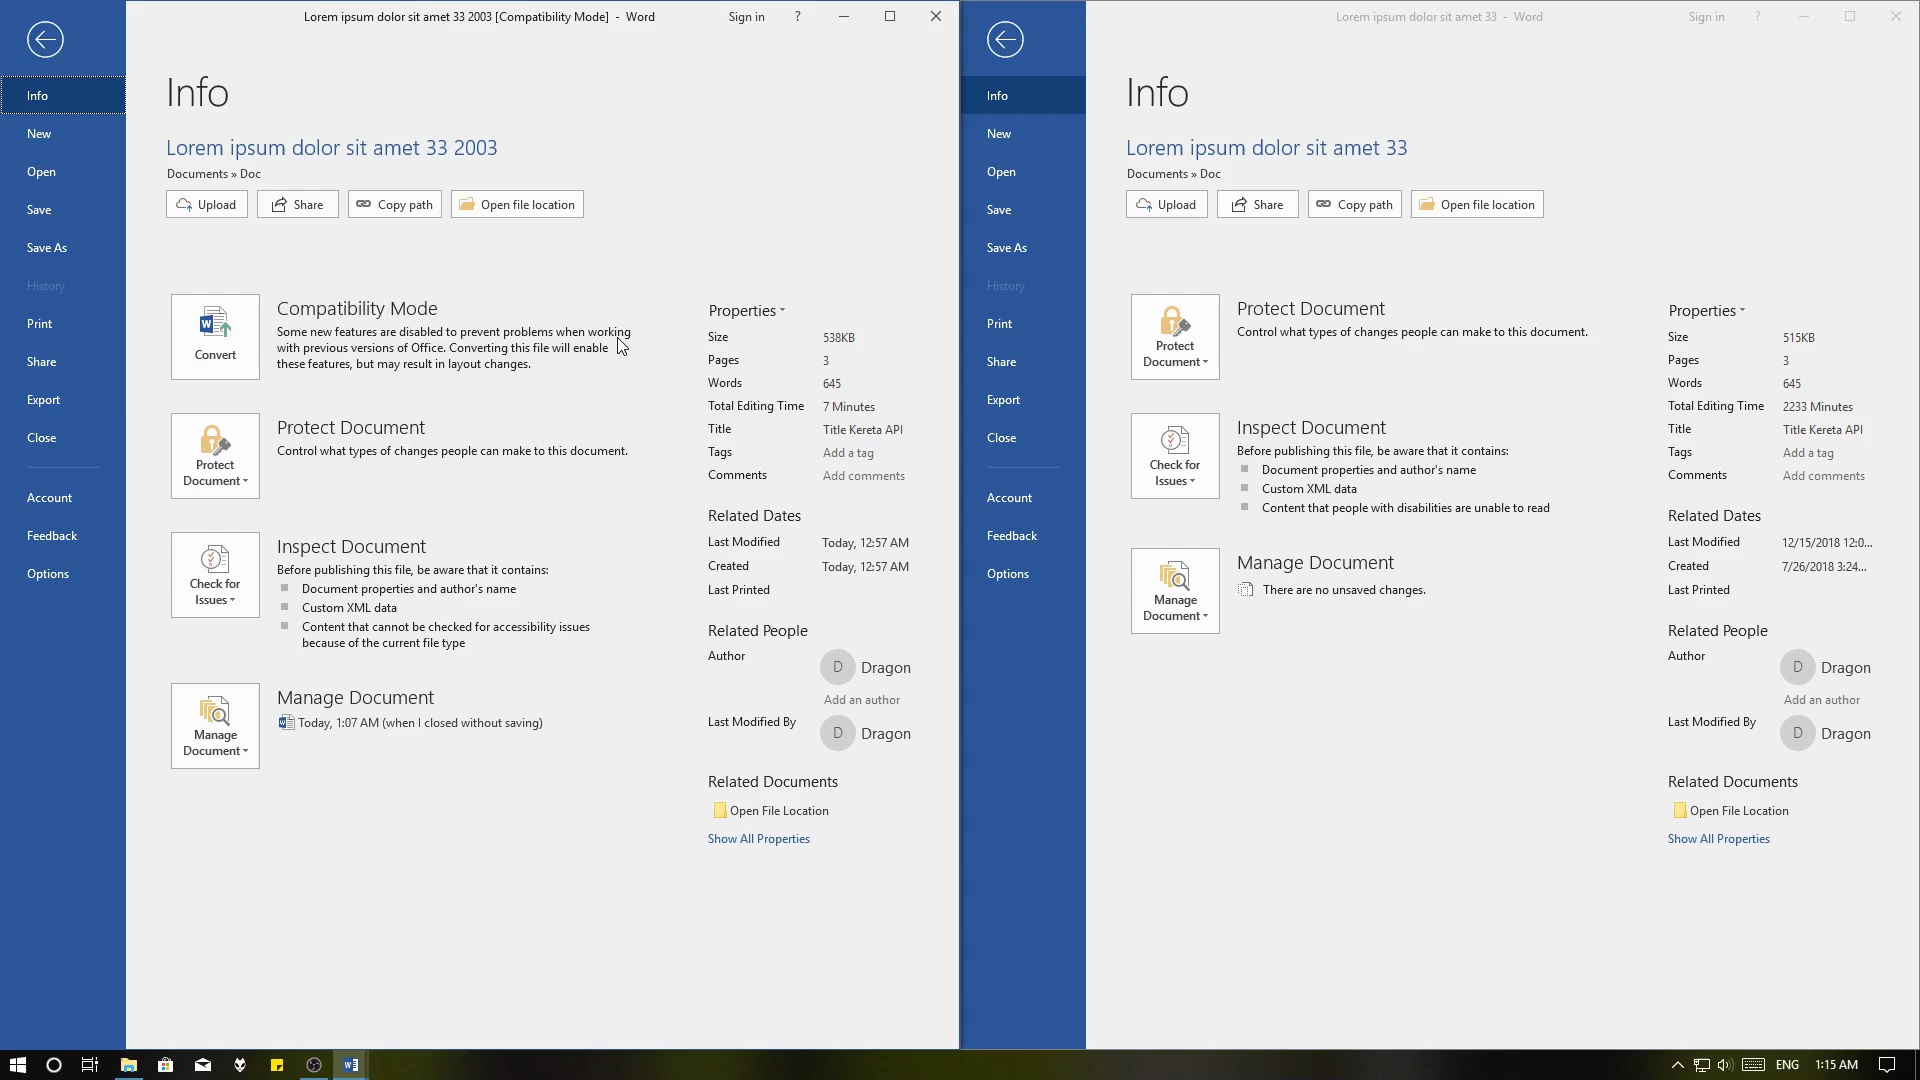 Lorem ipsum dolor sit amet 33 2003 [Compatibility Mode] - Word
Sign in
?
Info
New
Open
Save
Save As
History
Print
Share
Export
Close
Account
Feedback
Options
Info
Lorem ipsum dolor sit amet 33 2003
Documents » Doc
Upload
Share
Copy path
Open file location
Convert
Compatibility Mode
Some new features are disabled to prevent problems when working
with previous versions of Office. Converting this file will enable
these features, but may result in layout changes.
Protect
Document
Protect Document
Control what types of changes people can make to this document.
Check for
Issues
Inspect Document
Before publishing this file, be aware that it contains:
Document properties and author's name
Custom XML data
Content that cannot be checked for accessibility issues
because of the current file type
Manage
Document
Manage Document
Today, 1:07 AM (when I closed without saving)
Properties
Size 538KB
Pages 3
Words 645
Total Editing Time 7 Minutes
Title Title Kereta API
Tags Add a tag
Comments Add comments
Related Dates
Last Modified Today, 12:57 AM
Created Today, 12:57 AM
Last Printed
Related People
Author
D Dragon
Add an author
Last Modified By
D Dragon
Related Documents
Open File Location
Show All Properties
Lorem ipsum dolor sit amet 33 - Word
Sign in
?
Info
New
Open
Save
Save As
History
Print
Share
Export
Close
Account
Feedback
Options
Info
Lorem ipsum dolor sit amet 33
Documents » Doc
Upload
Share
Copy path
Open file location
Protect
Document
Protect Document
Control what types of changes people can make to this document.
Check for
Issues
Inspect Document
Before publishing this file, be aware that it contains:
Document properties and author's name
Custom XML data
Content that people with disabilities are unable to read
Manage
Document
Manage Document
There are no unsaved changes.
Properties
Size 515KB
Pages 3
Words 645
Total Editing Time 2233 Minutes
Title Title Kereta API
Tags Add a tag
Comments Add comments
Related Dates
Last Modified 12/15/2018 12:0...
Created 7/26/2018 3:24...
Last Printed
Related People
Author
D Dragon
Add an author
Last Modified By
D Dragon
Related Documents
Open File Location
Show All Properties
ENG
1:15 AM